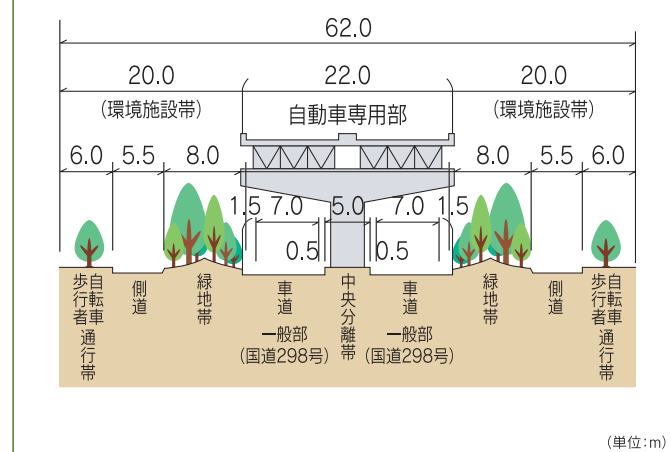 62.0
20.0
22.0
20.0
(環境施設帯)
自動車専用部
(環境施設帯)
6.0
5.5
8.0
8.0
5.5
6.0
1.5
7.0
5.0
7.0
1.5
0.5
0.5
自転車
歩行者
通行帯
側道
緑地帯
車道
中央分離帯
車道
緑地帯
側道
自転車
歩行者
通行帯
一般部
(国道298号)
一般部
(国道298号)
(単位:m)